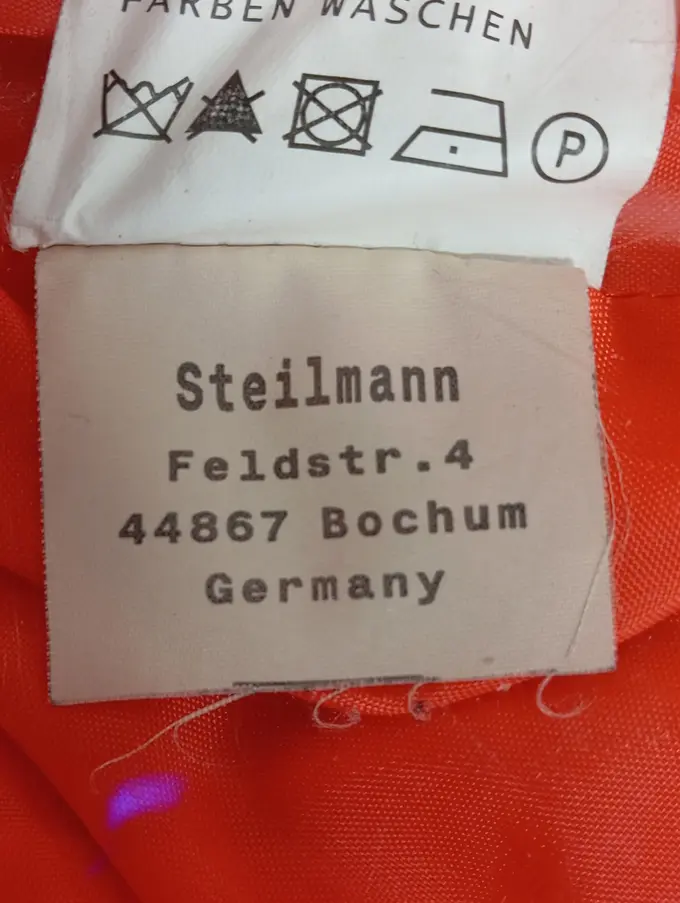 FARBEN WASCHEN
P
Steilmann
Feldstr.4
44867 Bochum
Germany